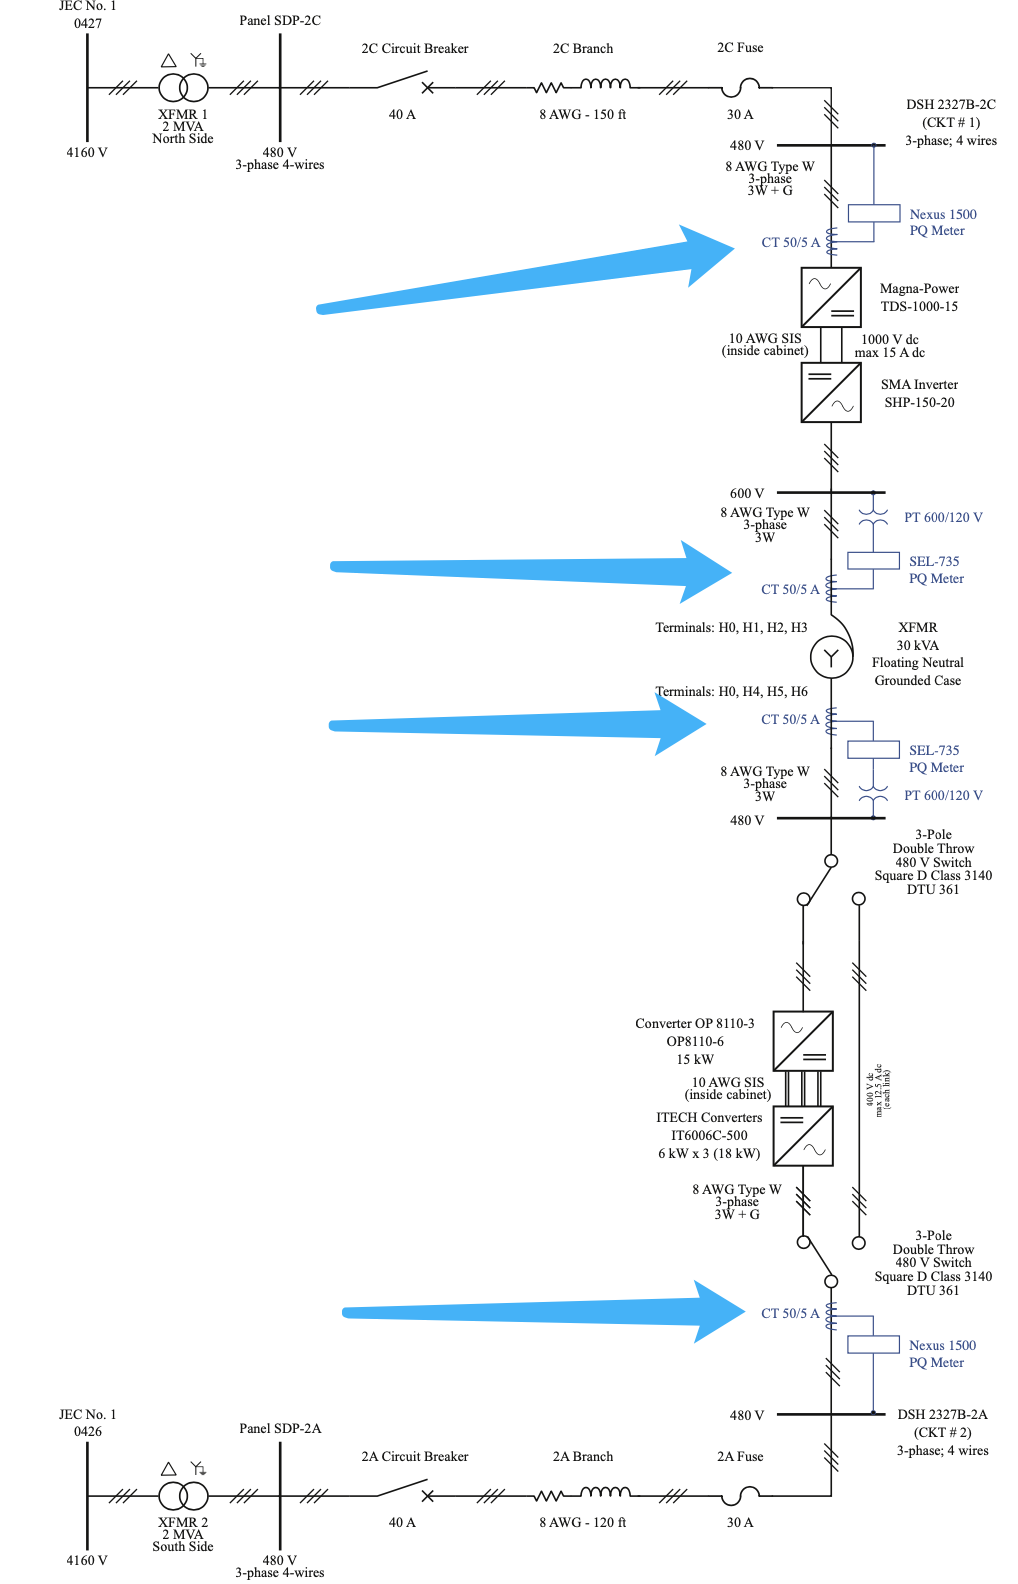 JEC No. 1
0427
Panel SDP-2C
2C Circuit Breaker
2C Branch
2C Fuse
XFMR 1
2 MVA
North Side
40 A
8 AWG - 150 ft
30 A
4160 V
480 V
3-phase 4-wires
DSH 2327B-2C
(CKT # 1)
3-phase; 4 wires
480 V
8 AWG Type W
3-phase
3W + G
Nexus 1500
PQ Meter
CT 50/5 A
Magna-Power
TDS-1000-15
10 AWG SIS
(inside cabinet)
1000 V dc
max 15 A dc
SMA Inverter
SHP-150-20
600 V
8 AWG Type W
3-phase
3W
PT 600/120 V
SEL-735
PQ Meter
CT 50/5 A
Terminals: H0, H1, H2, H3
XFMR
30 kVA
Floating Neutral
Grounded Case
Y
Terminals: H0, H4, H5, H6
CT 50/5 A
SEL-735
PQ Meter
8 AWG Type W
3-phase
3W
PT 600/120 V
480 V
3-Pole
Double Throw
480 V Switch
Square D Class 3140
DTU 361
Converter OP 8110-3
OP8110-6
15 kW
10 AWG SIS
(inside cabinet)
400 V dc
max 12.5 A dc
(each link)
ITECH Converters
IT6006C-500
6 kW x 3 (18 kW)
8 AWG Type W
3-phase
3W + G
3-Pole
Double Throw
480 V Switch
Square D Class 3140
DTU 361
CT 50/5 A
Nexus 1500
PQ Meter
480 V
DSH 2327B-2A
(CKT # 2)
3-phase; 4 wires
JEC No. 1
0426
Panel SDP-2A
2A Circuit Breaker
2A Branch
2A Fuse
XFMR 2
2 MVA
South Side
40 A
8 AWG - 120 ft
30 A
4160 V
480 V
3-phase 4-wires